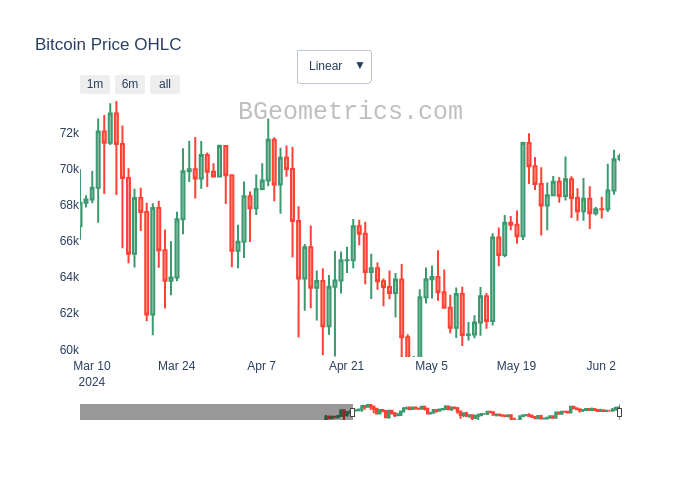 Bitcoin Price OHLC
Linear ▼
1m 6m all
BGeometrics.com
72k
70k
68k
66k
64k
62k
60k
Mar 10 Mar 24 Apr 7 Apr 21 May 5 May 19 Jun 2
2024